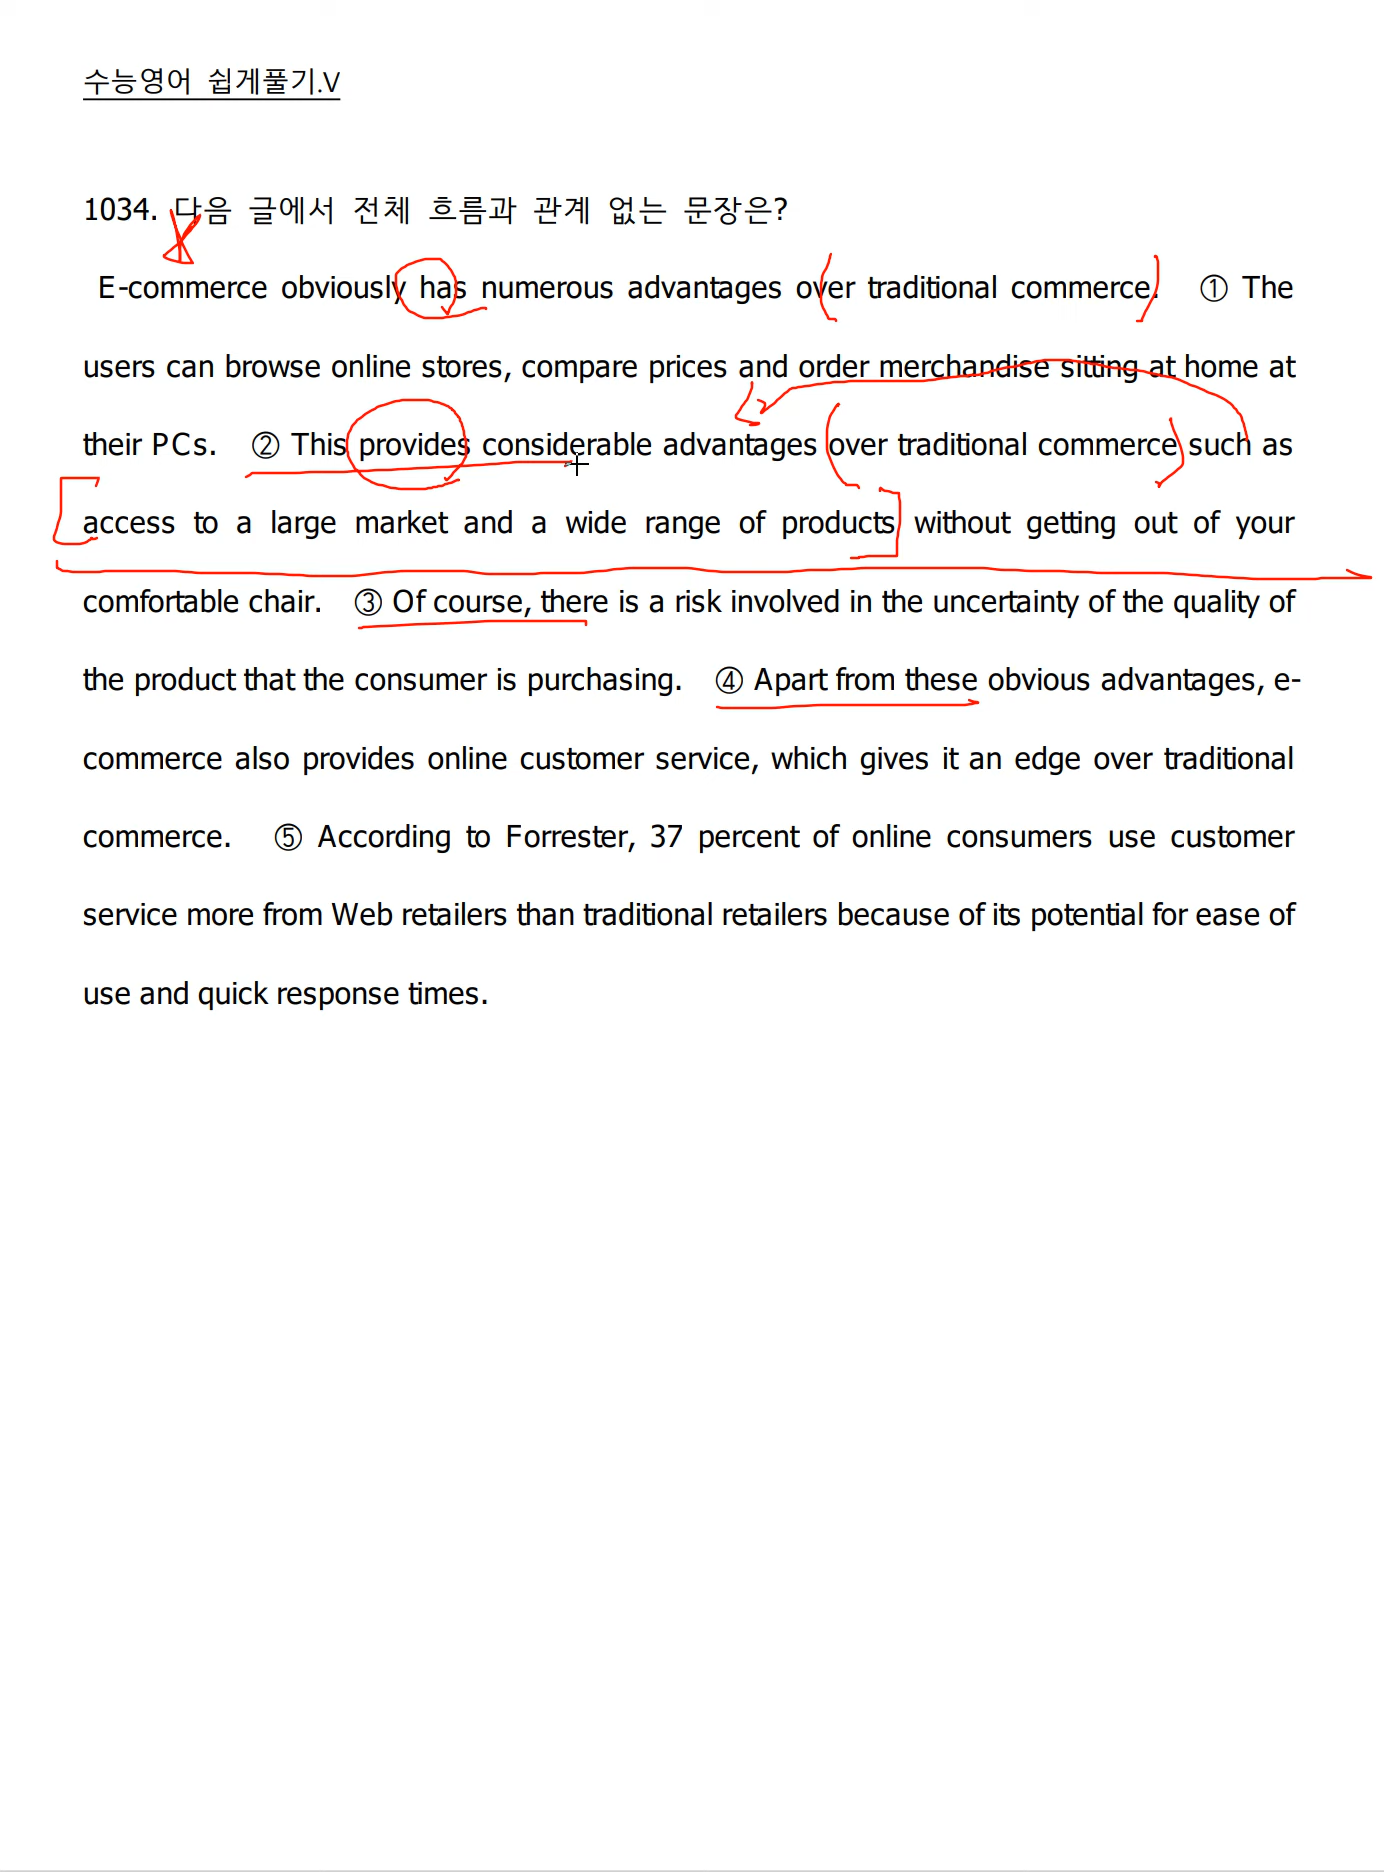 수능영어 쉽게풀기.V
1034. 다음 글에서 전체 흐름과 관계 없는 문장은?
E-commerce obviously has numerous advantages over traditional commerce. ① The
users can browse online stores, compare prices and order merchandise sitting at home at
their PCs. ② This provides considerable advantages over traditional commerce such as
access to a large market and a wide range of products without getting out of your
comfortable chair. ③ Of course, there is a risk involved in the uncertainty of the quality of
the product that the consumer is purchasing. ④ Apart from these obvious advantages, e-
commerce also provides online customer service, which gives it an edge over traditional
commerce. ⑤ According to Forrester, 37 percent of online consumers use customer
service more from Web retailers than traditional retailers because of its potential for ease of
use and quick response times.